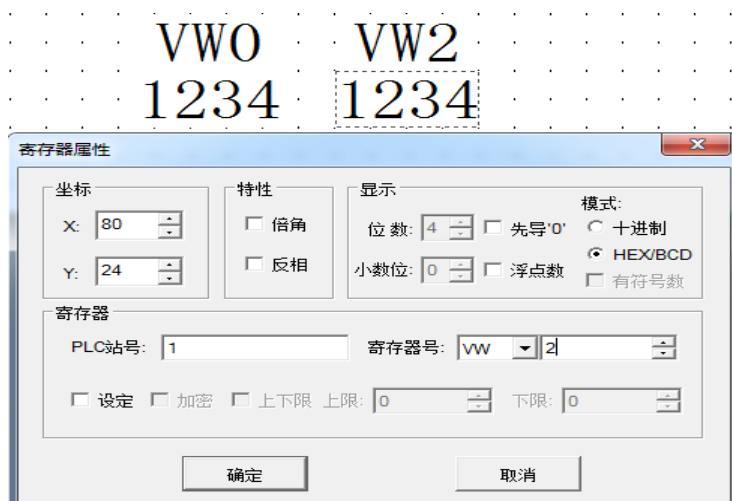 VW0 VW2
1234 1234
寄存器属性
坐标 特性 显示 模式:
X: 80 倍角 位 数: 4 先导'0' 十进制
HEX/BCD
Y: 24 反相 小数位: 0 浮点数 有符号数
寄存器
PLC站号: 1 寄存器号: VW 2
设定 加密 上下限 上限: 0 下限: 0
确定 取消